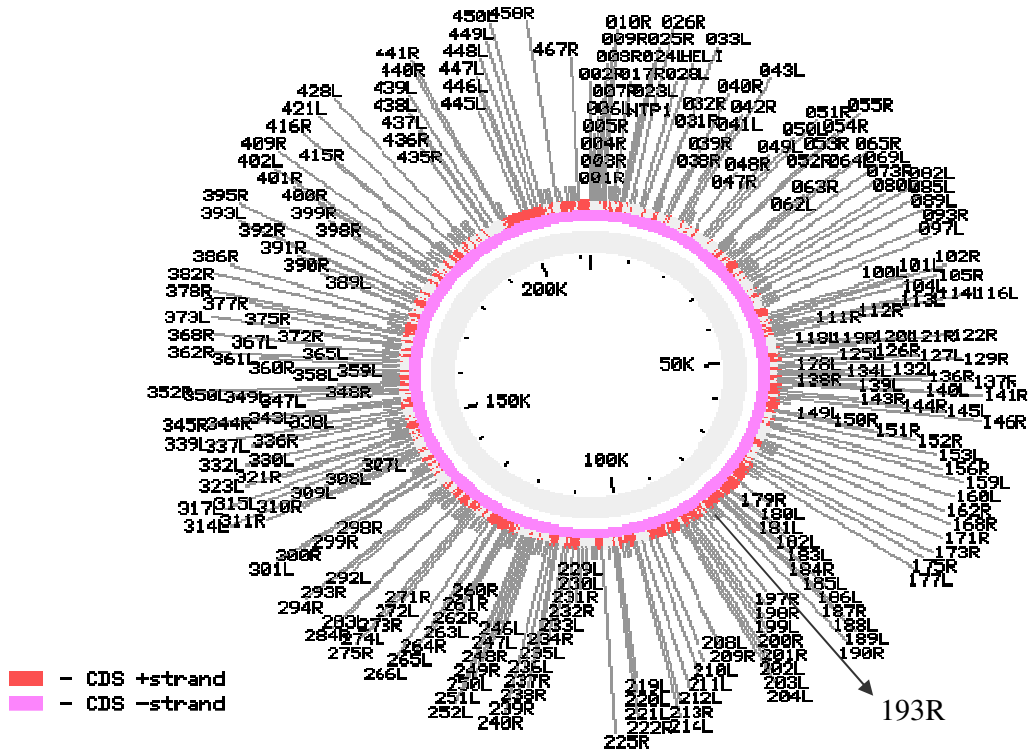 450L 458R 010R 026R
449L 009R 025R 033L
448L 467R 008R 024L HELI
441R 447L 002R 017R 028L 043L
440R 446L 007R 023L 040R
439L 445L 006L NTPi 032R 042R 051R 055R
428L 438L 005R 031R 041L 050L 054R
421L 437L 004R 039R 049L 053R 065R
416R 436R 003R 038R 048R 052R 064L 069L
409R 415R 435R 001R 047R 063R 073R 082L
402L 062L 080L 085L
401R 089L
395R 400R 093R
393L 399R 097L
392R 398R
391R 102R
386R 390R 101L
382R 389L 100L 105R
378R 200K 104L 114L 116L
377R 113L
373L 375R 112R
368R 372R 111R
367L 118L 119R 120L 121R 122R
362R 361L 365L 125L 126R 127L 129R
360R 359L 50K 128L 134L 132L 136R
358L 138R 139L 137R
352R 350L 349L 348R 140L 141R
347L 150K 143R 144R 145L
345R 344R 343L 338L 149L 150R 146R
339L 337L 336R 151R 152R
332L 330L 307L 100K 153L
323L 321R 308L 156R
317L 315L 309L 159L
314L 311R 310R 179R 160L
298R 180L 162R
299R 181L 168R
300R 182L 171R
301L 183L 173R
292L 229L 184R 175R
293R 271R 260R 230L 185L 177L
294R 272L 261R 231R 197R 186L
283L 273R 262R 232R 198R 187R
284R 274L 263L 246L 233L 199L 188L
275R 264R 247L 234R 200R 208L 189L
265L 248R 235L 201R 209R 190R
266L 249R 236L 202L 210L
250L 237R 219L 203L 211L
251L 238R 220L 204L 212L
252L 239R 221L 213R
240R 222R 214L
225R
193R
- CDS +strand
- CDS -strand